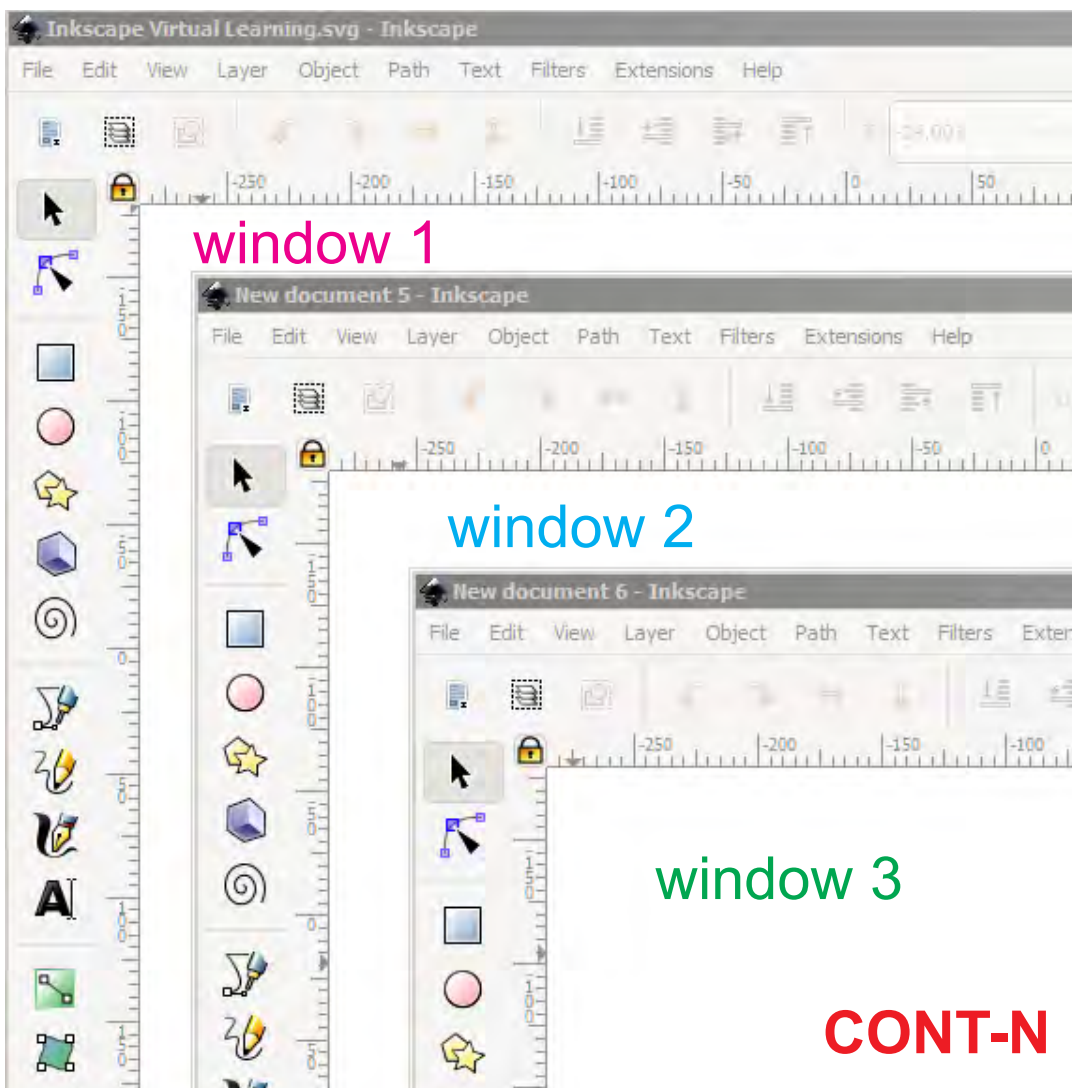 Inkscape Virtual Learning.svg - Inkscape
File Edit View Layer Object Path Text Filters Extensions Help
-250 -200 -150 -100 -50 0 50
window 1
New document 5 - Inkscape
File Edit View Layer Object Path Text Filters Extensions Help
-250 -200 -150 -100 -50 0
window 2
New document 6 - Inkscape
File Edit View Layer Object Path Text Filters
-250 -200 -150 -100
window 3
CONT-N